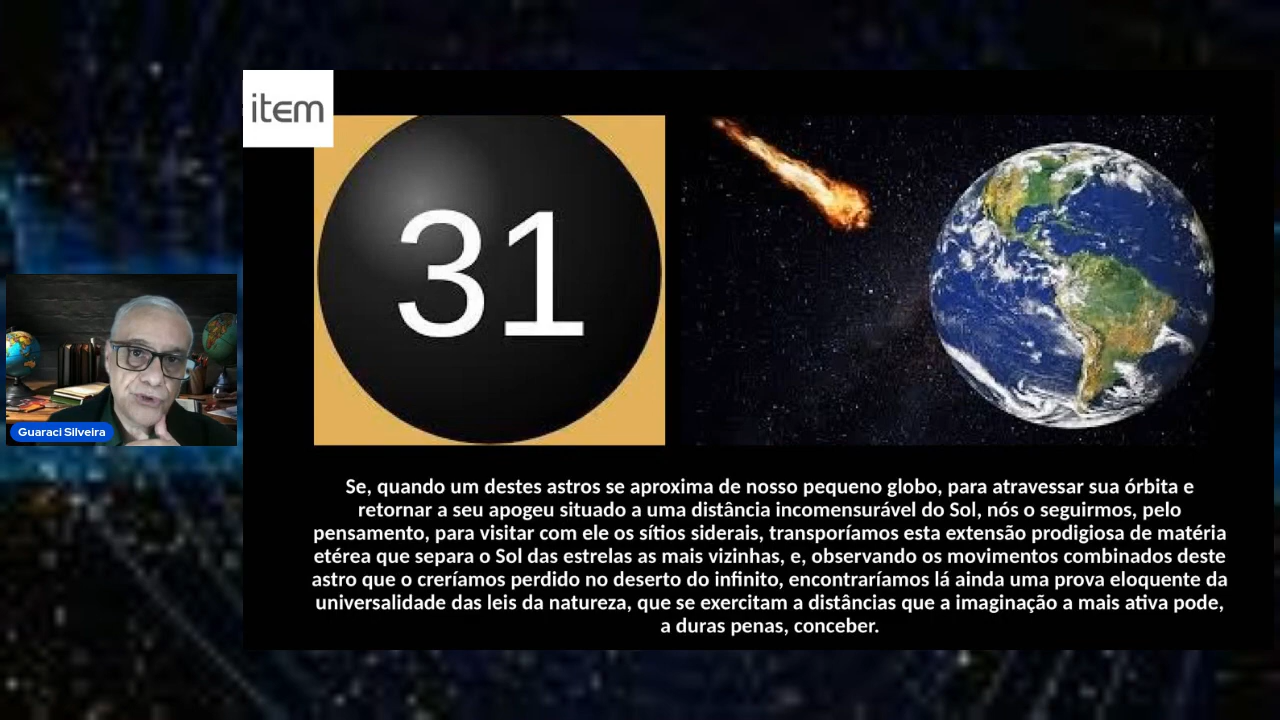 item
31
Guaraci Silveira
Se, quando um destes astros se aproxima de nosso pequeno globo, para atravessar sua órbita e
retornar a seu apogeu situado a uma distância incomensurável do Sol, nós o seguirmos, pelo
pensamento, para visitar com ele os sítios siderais, transporíamos esta extensão prodigiosa de matéria
etérea que separa o Sol das estrelas as mais vizinhas, e, observando os movimentos combinados deste
astro que o creríamos perdido no deserto do infinito, encontraríamos lá ainda uma prova eloquente da
universalidade das leis da natureza, que se exercitam a distâncias que a imaginação a mais ativa pode,
a duras penas, conceber.